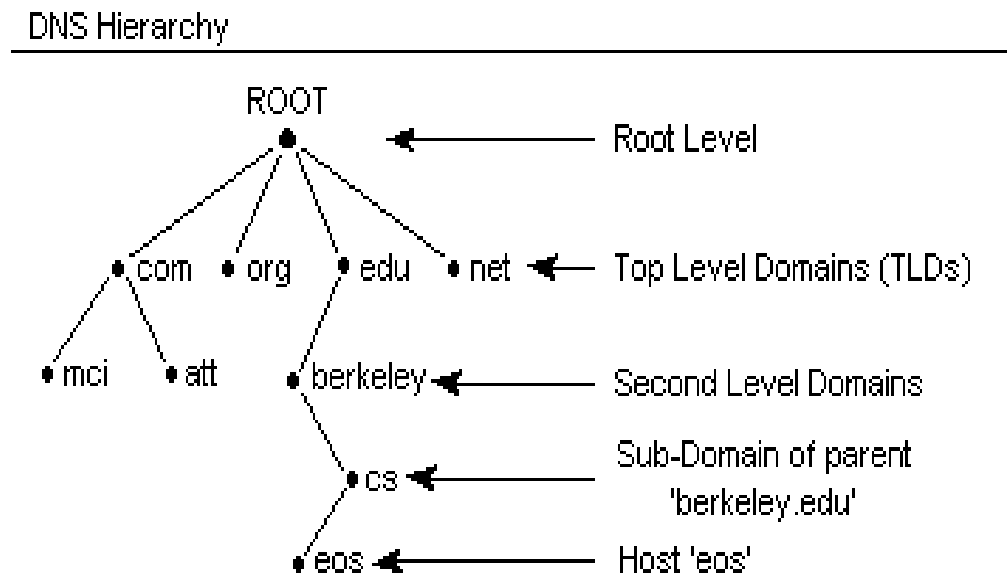 DNS Hierarchy
ROOT
Root Level
com org edu net Top Level Domains (TLDs)
mci att berkeley Second Level Domains
cs Sub-Domain of parent
'berkeley.edu'
eos Host 'eos'